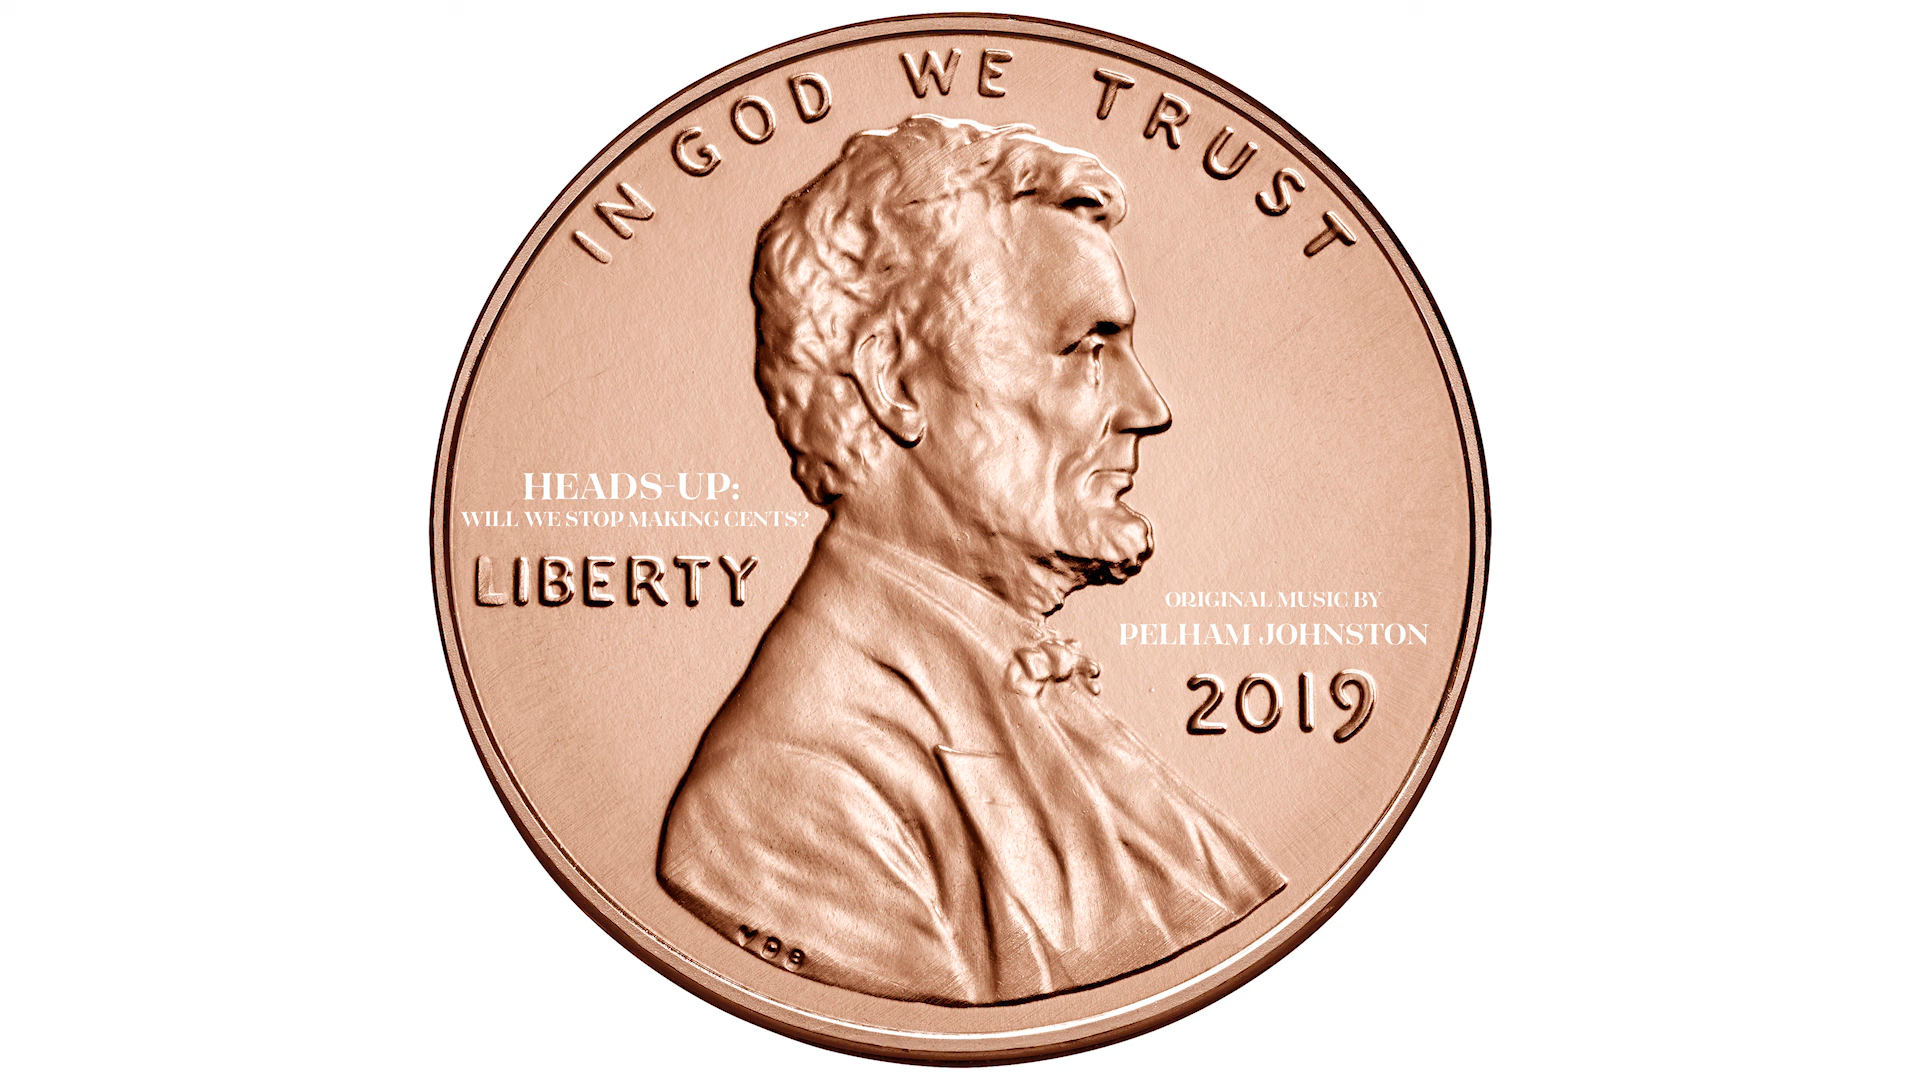 IN GOD WE TRUST
HEADS-UP:
WILL WE STOP MAKING CENTS?
LIBERTY
ORIGINAL MUSIC BY
PELHAM JOHNSTON
2019
VDB